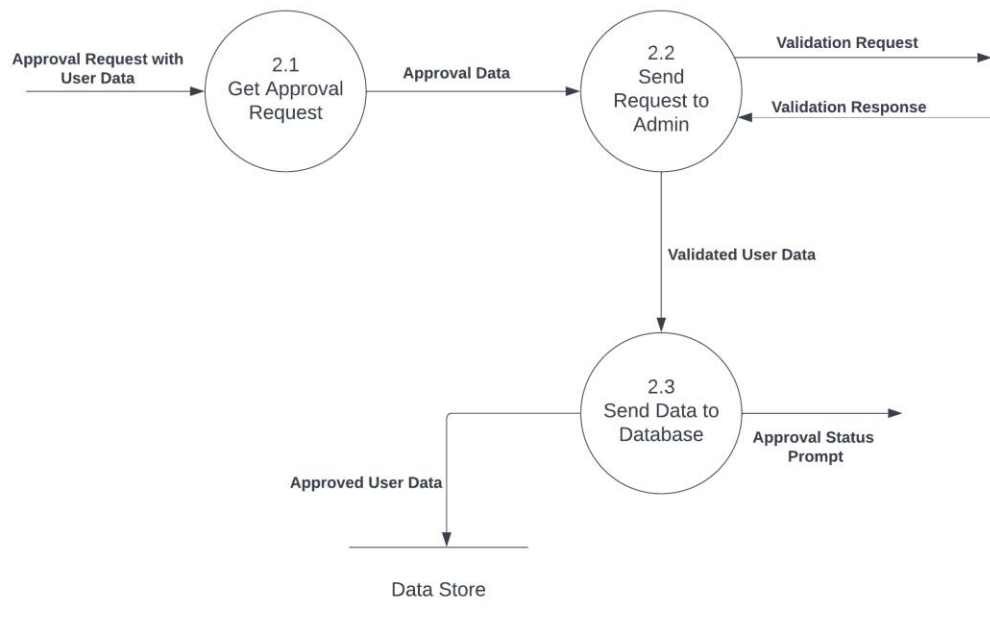 Approval Request with
User Data
2.1
Get Approval
Request
Approval Data
2.2
Send
Request to
Admin
Validation Request
Validation Response
Validated User Data
2.3
Send Data to
Database
Approval Status
Prompt
Approved User Data
Data Store